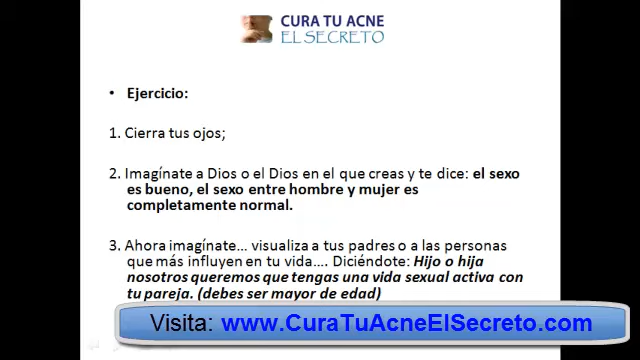 CURA TU ACNE
EL SECRETO
• Ejercicio:
1. Cierra tus ojos;
2. Imagínate a Dios o el Dios en el que creas y te dice: el sexo
es bueno, el sexo entre hombre y mujer es
completamente normal.
3. Ahora imagínate... visualiza a tus padres o a las personas
que más influyen en tu vida.... Diciéndote: Hijo o hija
nosotros queremos que tengas una vida sexual activa con
tu pareja. (debes ser mayor de edad)
Visita: www.CuraTuAcneElSecreto.com